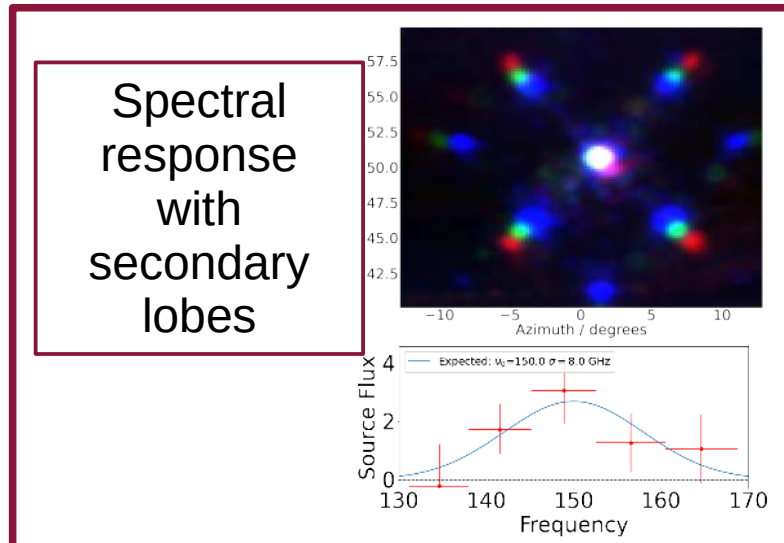 Spectral
response
with
secondary
lobes
57.5
55.0
52.5
50.0
47.5
45.0
42.5
−10 −5 0 5 10
Azimuth / degrees
Source Flux
4
2
0
Expected: ν₀=150.0 σ= 8.0 GHz
130 140 150 160 170
Frequency